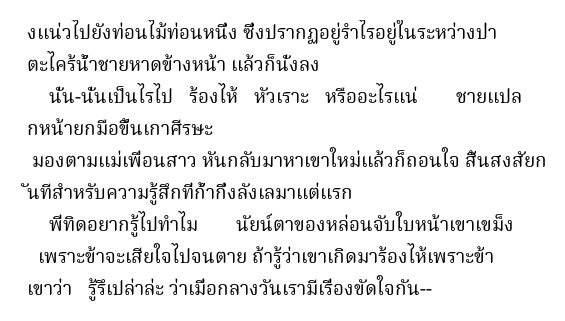 งแน่วไปยังท่อนไม้ท่อนหนึ่ง ซึ่งปรากฏอยู่รำไรอยู่ในระหว่างปา
ตะไคร้น้ำชายหาดข้างหน้า แล้วก็นั่งลง
นั่น-นั่นเป็นไรไป ร้องไห้ หัวเราะ หรืออะไรแน่ ชายแปล
กหน้ายกมือขึ้นเกาศีรษะ
มองตามแม่เพื่อนสาว หันกลับมาหาเขาใหม่แล้วก็ถอนใจ สิ้นสงสัยก
ันทีสำหรับความรู้สึกที่ก้ำกึ่งลังเลมาแต่แรก
พี่ทิดอยากรู้ไปทำไม นัยน์ตาของหล่อนจับใบหน้าเขาเขม็ง
เพราะข้าจะเสียใจไปจนตาย ถ้ารู้ว่าเขาเกิดมาร้องไห้เพราะข้า
เขาว่า รู้รึเปล่าล่ะ ว่าเมื่อกลางวันเรามีเรื่องขัดใจกัน--